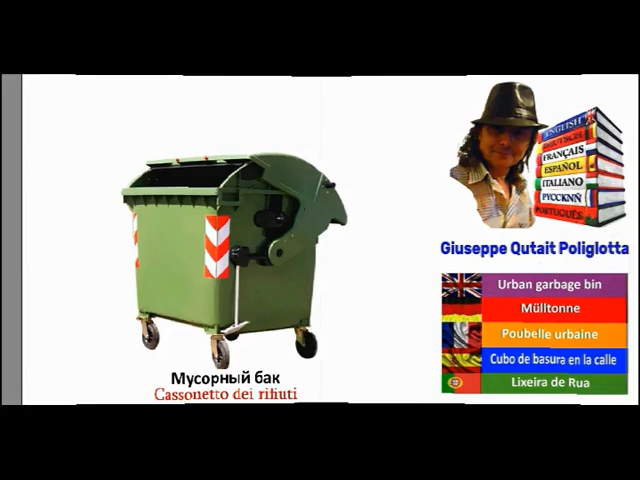 ENGLISH
DEUTSCH
FRANÇAIS
ESPAÑOL
ITALIANO
PYCCKNŇ
PORTUGUÊS
Giuseppe Qutait Poliglotta
Urban garbage bin
Mülltonne
Poubelle urbaine
Cubo de basura en la calle
Lixeira de Rua
Мусорный бак
Cassonetto dei rifiuti